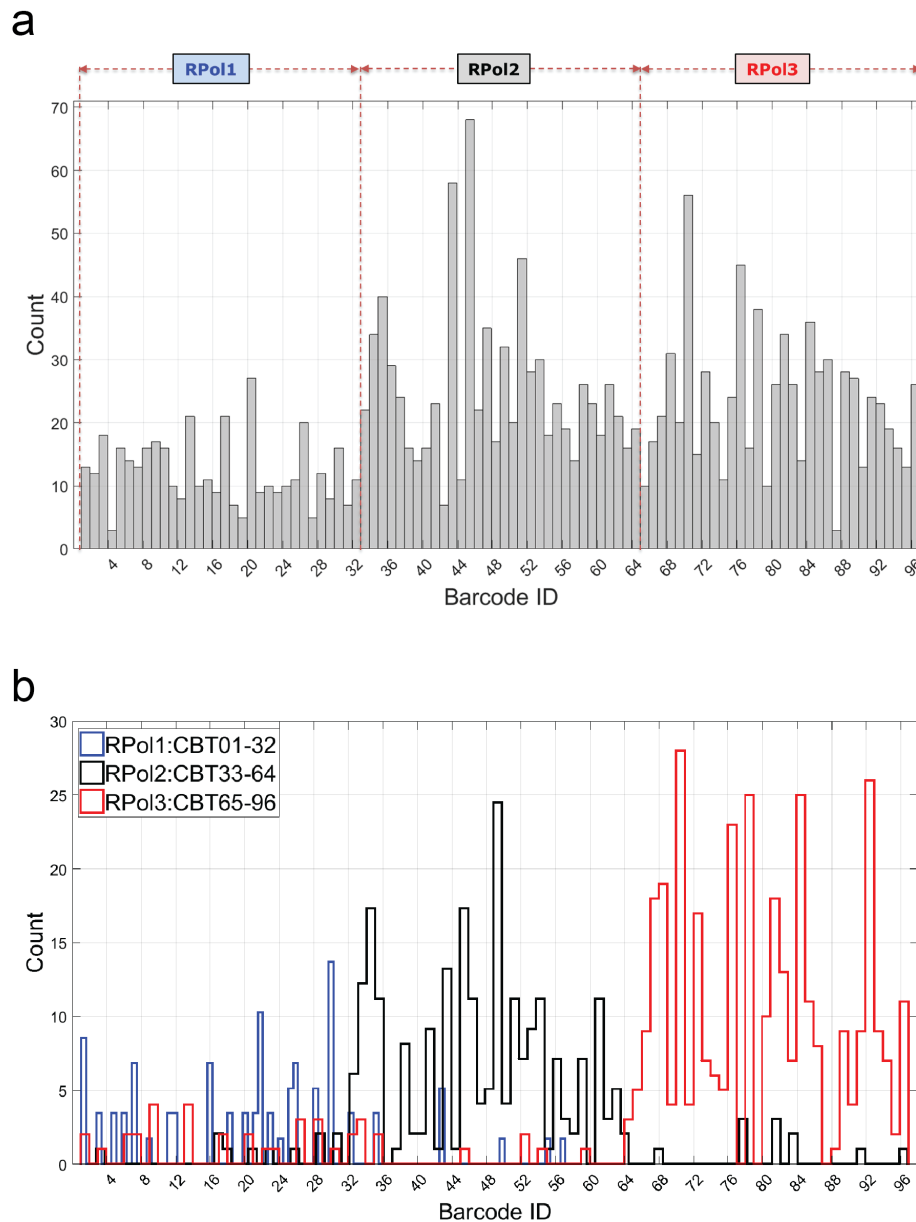 a
RPol1 RPol2 RPol3
70
60
50
40
30
20
10
0
Count
4 8 12 16 20 24 28 32 36 40 44 48 52 56 60 64 68 72 76 80 84 88 92 96
Barcode ID
b
30
25
20
15
10
5
0
Count
RPol1:CBT01-32
RPol2:CBT33-64
RPol3:CBT65-96
4 8 12 16 20 24 28 32 36 40 44 48 52 56 60 64 68 72 76 80 84 88 92 96
Barcode ID